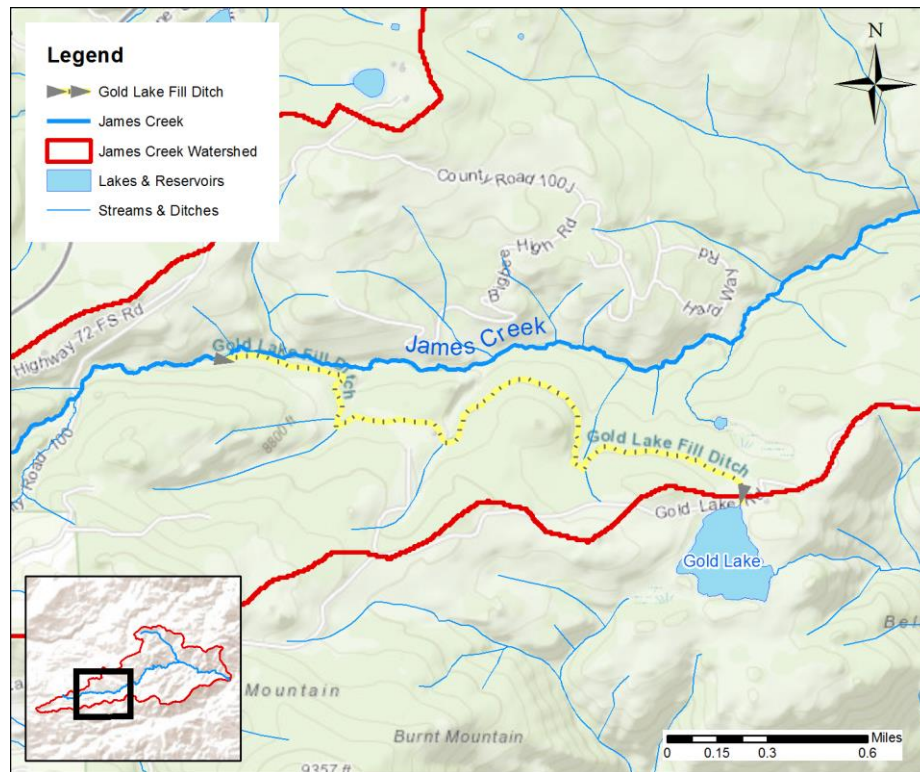 Legend
Gold Lake Fill Ditch
James Creek
James Creek Watershed
Lakes & Reservoirs
Streams & Ditches
N
County Road 100J
Bigbee High Rd
Hard Way Rd
Highway 72 FS Rd
Gold Lake Fill Ditch
James Creek
8800 ft
Gold Lake Fill Ditch
Road 100
Gold Lake Rd
Gold Lake
Bel
Mountain
Burnt Mountain
9357 ft
Miles
0 0.15 0.3 0.6